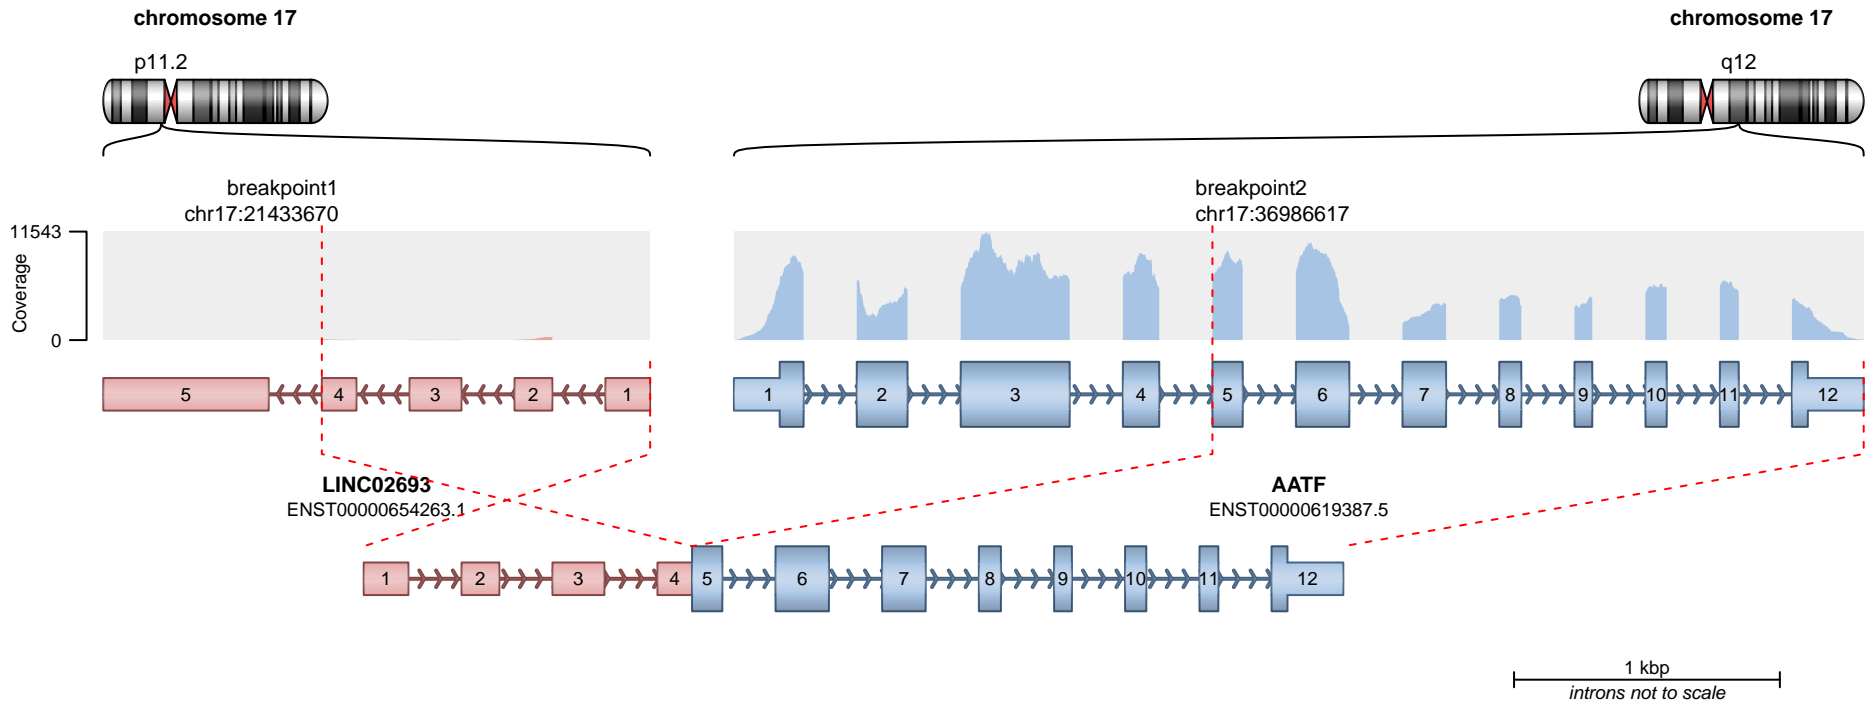 chromosome 17
chromosome 17
p11.2
q12
breakpoint1
chr17:21433670
breakpoint2
chr17:36986617
11543
Coverage
0
5 4 3 2 1
1 2 3 4 5 6 7 8 9 10 11 12
LINC02693
ENST00000654263.1
AATF
ENST00000619387.5
1 2 3 4 5 6 7 8 9 10 11 12
1 kbp
introns not to scale